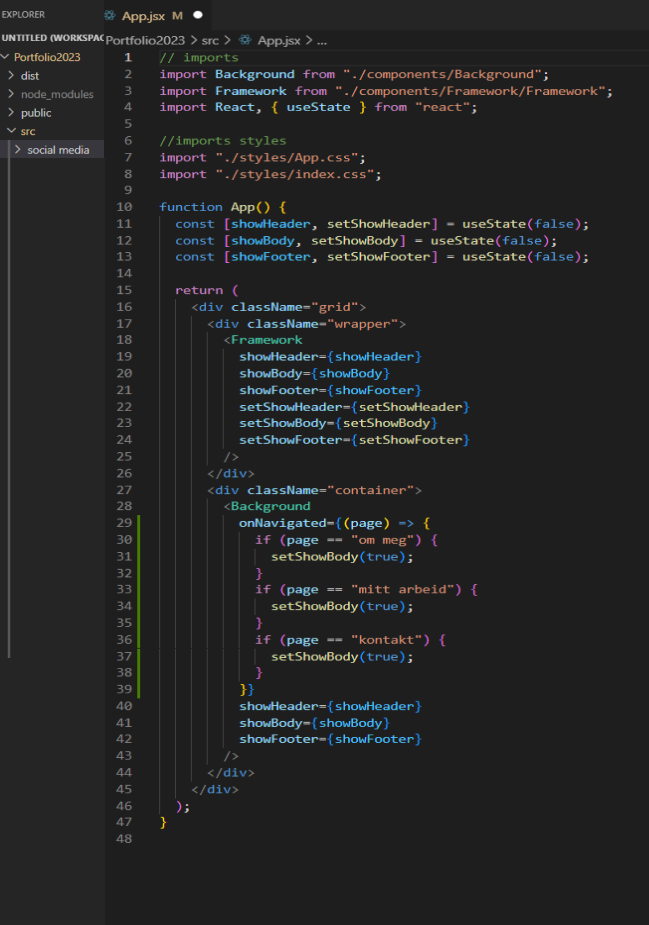 EXPLORER
App.jsx M
UNTITLED (WORKSPAC
Portfolio2023 > src > App.jsx > ...
Portfolio2023
dist
node_modules
public
src
social media
1 // imports
2 import Background from "./components/Background";
3 import Framework from "./components/Framework/Framework";
4 import React, { useState } from "react";
5
6 //imports styles
7 import "./styles/App.css";
8 import "./styles/index.css";
9
10 function App() {
11   const [showHeader, setShowHeader] = useState(false);
12   const [showBody, setShowBody] = useState(false);
13   const [showFooter, setShowFooter] = useState(false);
14
15   return (
16     <div className="grid">
17       <div className="wrapper">
18         <Framework
19           showHeader={showHeader}
20           showBody={showBody}
21           showFooter={showFooter}
22           setShowHeader={setShowHeader}
23           setShowBody={setShowBody}
24           setShowFooter={setShowFooter}
25         />
26       </div>
27       <div className="container">
28         <Background
29           onNavigated={(page) => {
30             if (page == "om meg") {
31               setShowBody(true);
32             }
33             if (page == "mitt arbeid") {
34               setShowBody(true);
35             }
36             if (page == "kontakt") {
37               setShowBody(true);
38             }
39           }}
40           showHeader={showHeader}
41           showBody={showBody}
42           showFooter={showFooter}
43         />
44       </div>
45     </div>
46   );
47 }
48